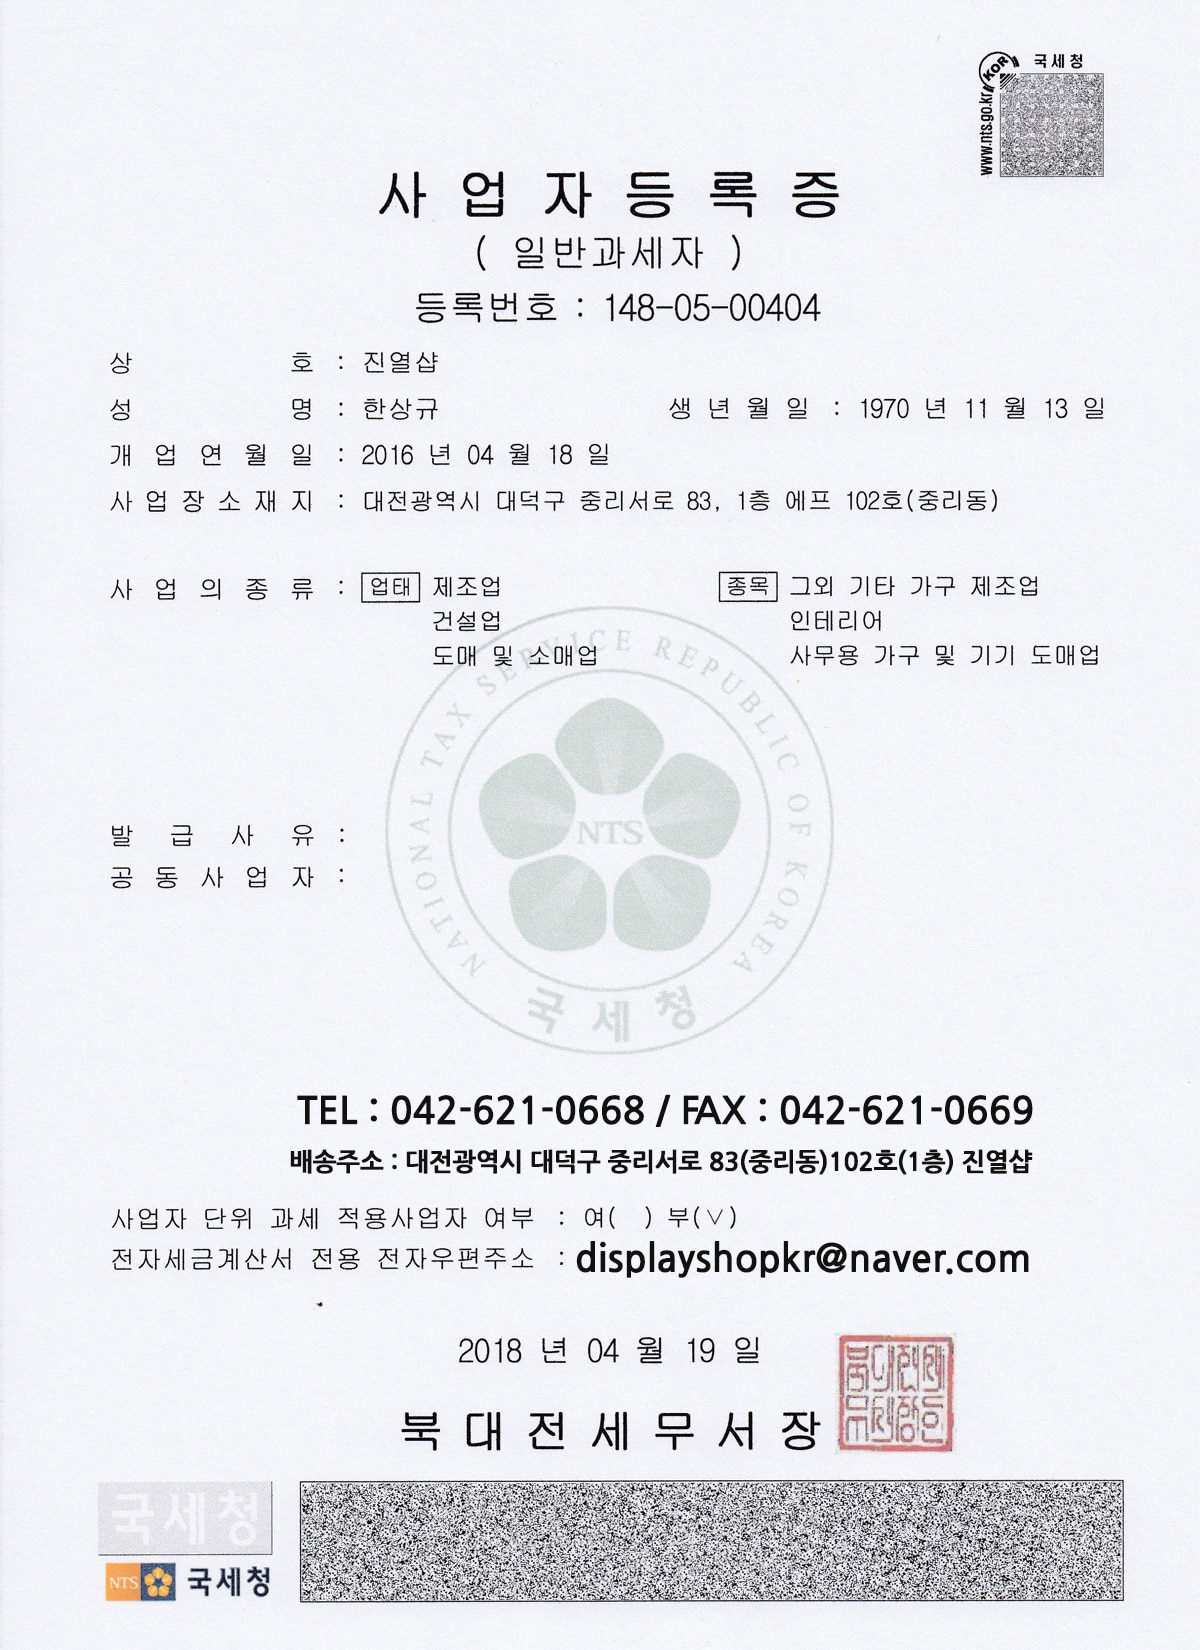 국세청
KOR
www.nts.go.kr
사 업 자 등 록 증
( 일반과세자 )
등록번호 : 148-05-00404
상 호 : 진열샵
성 명 : 한상규 생 년 월 일 : 1970 년 11 월 13 일
개 업 연 월 일 : 2016 년 04 월 18 일
사 업 장 소 재 지 : 대전광역시 대덕구 중리서로 83, 1층 에프 102호(중리동)
사 업 의 종 류 : 업태 제조업 종목 그외 기타 가구 제조업
건설업 인테리어
도매 및 소매업 사무용 가구 및 기기 도매업
NATIONAL TAX SERVICE REPUBLIC OF KOREA
NTS
국세청
발 급 사 유 :
공 동 사 업 자 :
TEL : 042-621-0668 / FAX : 042-621-0669
배송주소 : 대전광역시 대덕구 중리서로 83(중리동)102호(1층) 진열샵
사업자 단위 과세 적용사업자 여부 : 여( ) 부(∨)
전자세금계산서 전용 전자우편주소 : displayshopkr@naver.com
2018 년 04 월 19 일
북 대 전 세 무 서 장
국세청
NTS 국세청